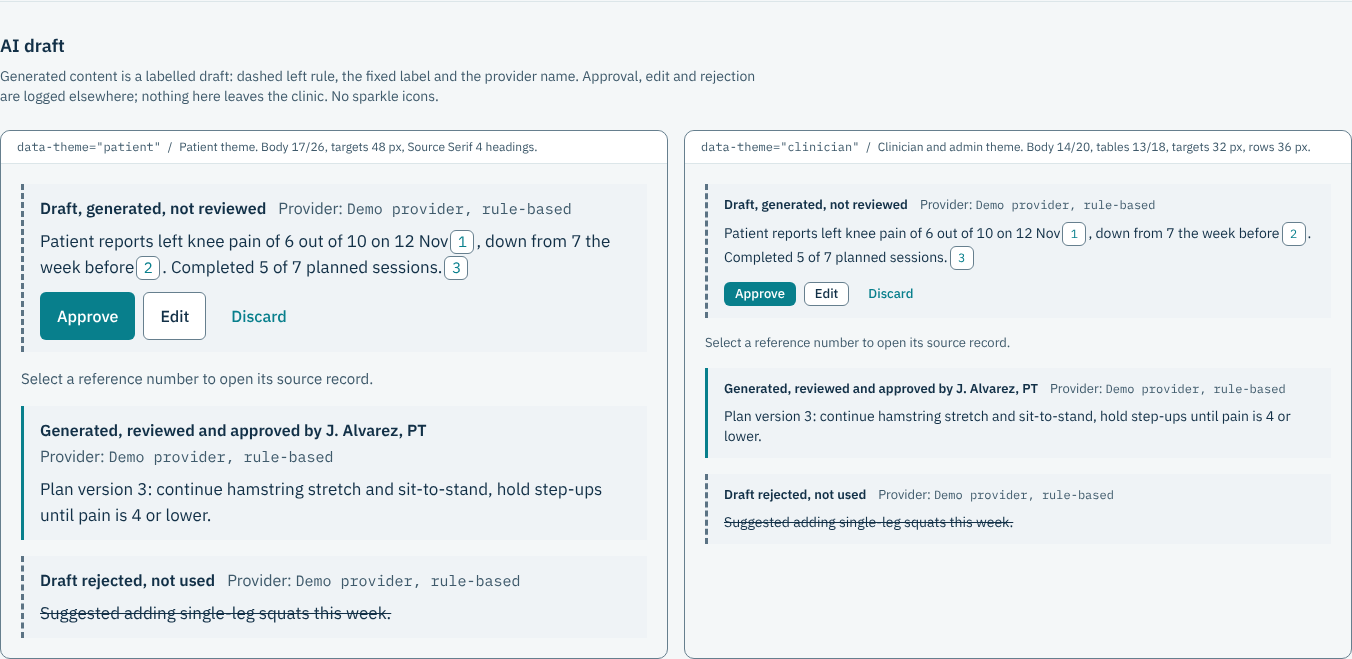 AI draft
Generated content is a labelled draft: dashed left rule, the fixed label and the provider name. Approval, edit and rejection
are logged elsewhere; nothing here leaves the clinic. No sparkle icons.
data-theme="patient" / Patient theme. Body 17/26, targets 48 px, Source Serif 4 headings.
Draft, generated, not reviewed Provider: Demo provider, rule-based
Patient reports left knee pain of 6 out of 10 on 12 Nov 1 , down from 7 the
week before 2 . Completed 5 of 7 planned sessions. 3
Approve Edit Discard
Select a reference number to open its source record.
Generated, reviewed and approved by J. Alvarez, PT
Provider: Demo provider, rule-based
Plan version 3: continue hamstring stretch and sit-to-stand, hold step-ups
until pain is 4 or lower.
Draft rejected, not used Provider: Demo provider, rule-based
Suggested adding single-leg squats this week.
data-theme="clinician" / Clinician and admin theme. Body 14/20, tables 13/18, targets 32 px, rows 36 px.
Draft, generated, not reviewed Provider: Demo provider, rule-based
Patient reports left knee pain of 6 out of 10 on 12 Nov 1 , down from 7 the week before 2 .
Completed 5 of 7 planned sessions. 3
Approve Edit Discard
Select a reference number to open its source record.
Generated, reviewed and approved by J. Alvarez, PT Provider: Demo provider, rule-based
Plan version 3: continue hamstring stretch and sit-to-stand, hold step-ups until pain is 4 or
lower.
Draft rejected, not used Provider: Demo provider, rule-based
Suggested adding single-leg squats this week.